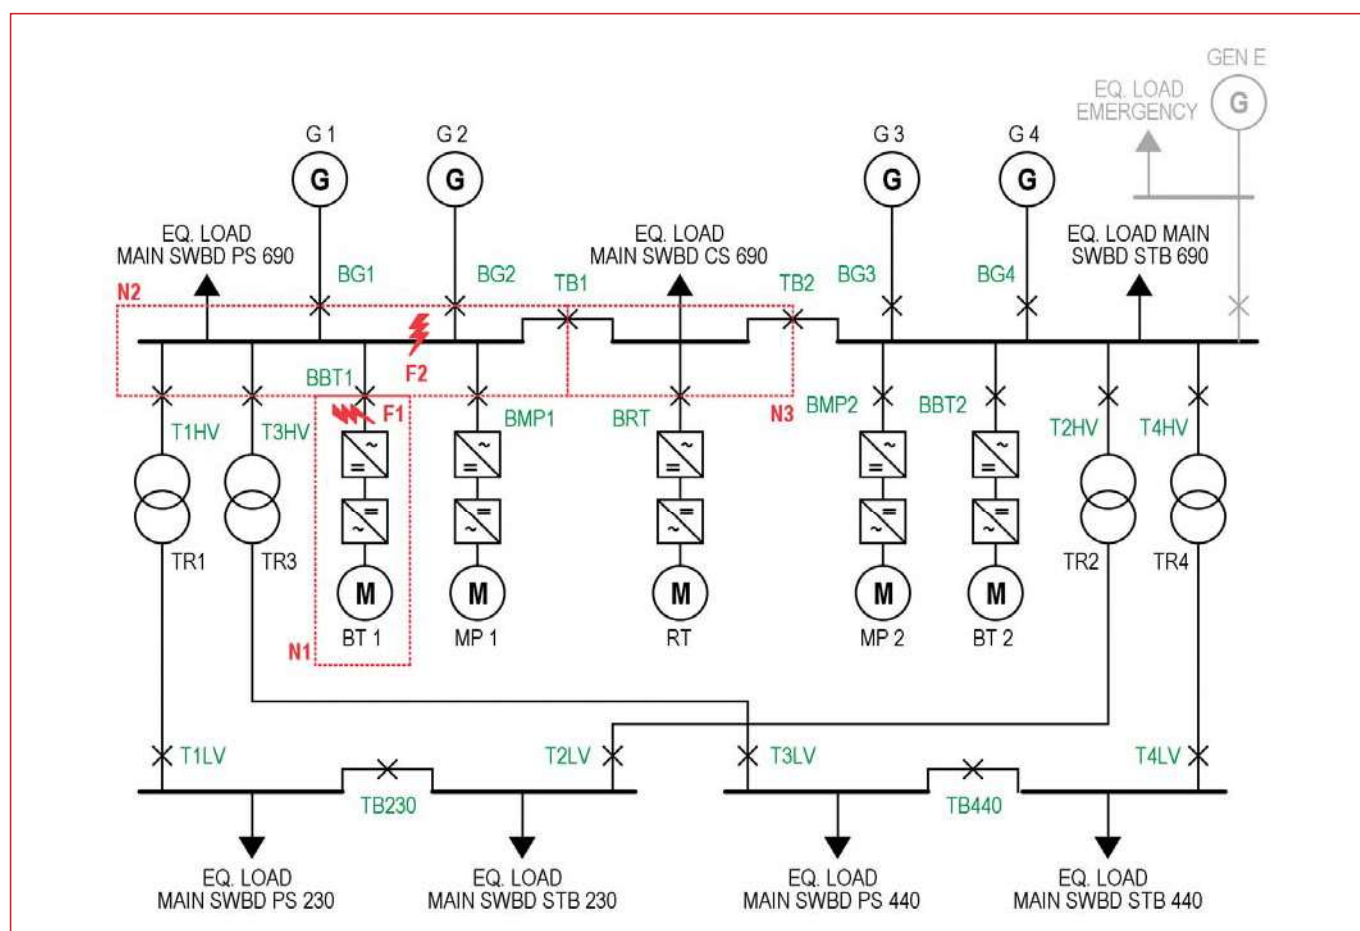 GEN E
G
EQ. LOAD
EMERGENCY
G 1
G
G 2
G
G 3
G
G 4
G
EQ. LOAD
MAIN SWBD PS 690
EQ. LOAD
MAIN SWBD CS 690
EQ. LOAD MAIN
SWBD STB 690
BG1
BG2
TB1
TB2
BG3
BG4
N2
F2
BBT1
F1
BMP1
BRT
N3
BMP2
BBT2
T1HV
T3HV
T2HV
T4HV
~
=
~
=
~
=
~
=
~
=
=
~
=
~
=
~
=
~
=
~
TR1
TR3
TR2
TR4
M
M
M
M
M
BT 1
MP 1
RT
MP 2
BT 2
N1
T1LV
T2LV
T3LV
T4LV
TB230
TB440
EQ. LOAD
MAIN SWBD PS 230
EQ. LOAD
MAIN SWBD STB 230
EQ. LOAD
MAIN SWBD PS 440
EQ. LOAD
MAIN SWBD STB 440